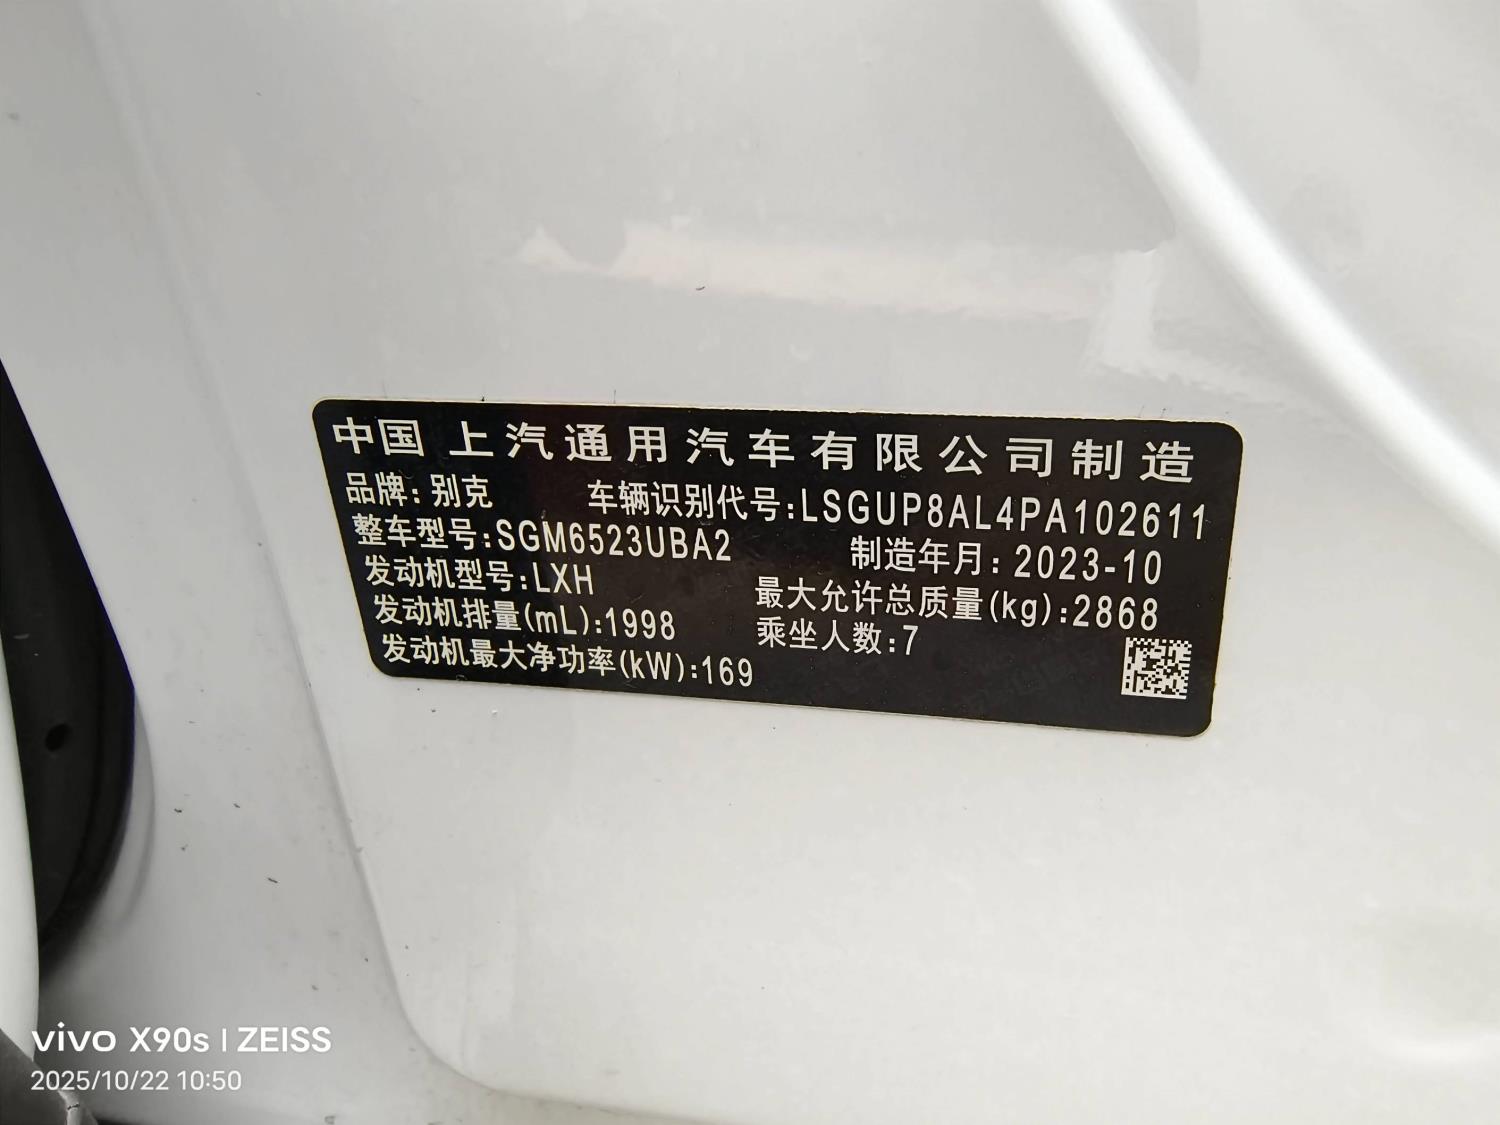 中国 上汽通用汽车有限公司制造
品牌: 别克 车辆识别代号:LSGUP8AL4PA102611
整车型号:SGM6523UBA2 制造年月: 2023-10
发动机型号:LXH 最大允许总质量(kg):2868
发动机排量(mL):1998 乘坐人数:7
发动机最大净功率(kW):169
vivo X90s | ZEISS
2025/10/22 10:50